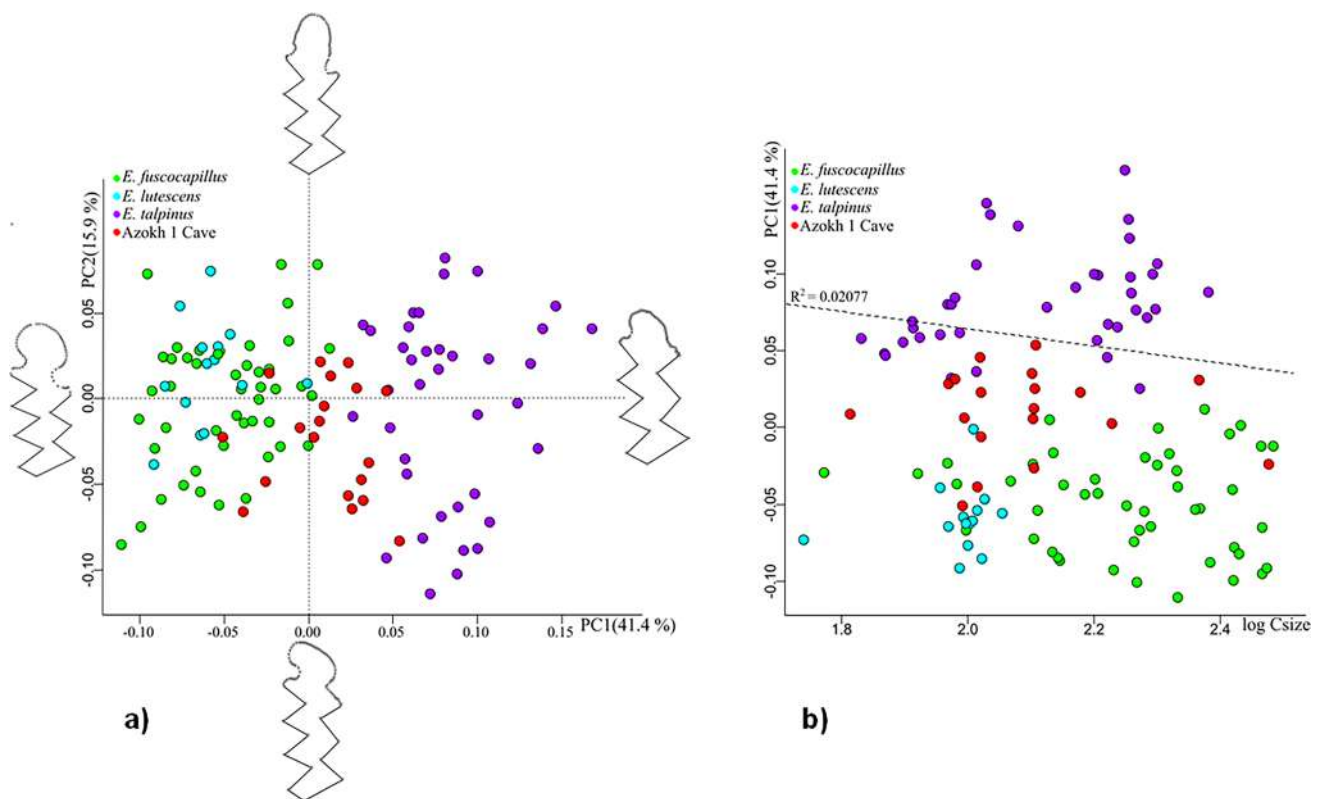 E. fuscocapillus
E. lutescens
E. talpinus
Azokh 1 Cave
PC2(15.9 %)
0.05
0.00
-0.05
-0.10
-0.10
-0.05
0.00
0.05
0.10
0.15
PC1(41.4 %)
a)
E. fuscocapillus
E. lutescens
E. talpinus
Azokh 1 Cave
PC1(41.4 %)
R² = 0.02077
0.10
0.05
0.00
-0.05
-0.10
1.8
2.0
2.2
2.4
log Csize
b)